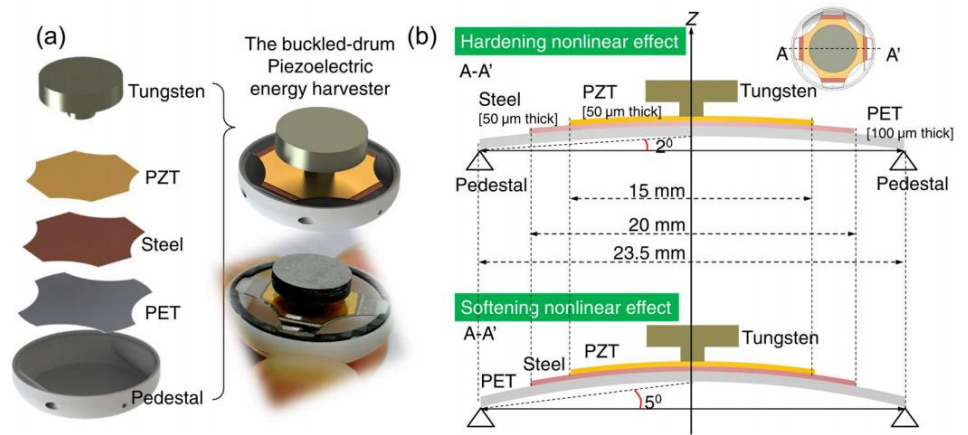 (a)
Tungsten
PZT
Steel
PET
Pedestal
The buckled-drum
Piezoelectric
energy harvester
(b)
Z
Hardening nonlinear effect
A-A’
A
A’
Steel
[50 μm thick]
PZT
[50 μm thick]
Tungsten
PET
[100 μm thick]
2⁰
Pedestal
Pedestal
15 mm
20 mm
23.5 mm
Softening nonlinear effect
A-A’
Tungsten
PZT
Steel
PET
5⁰